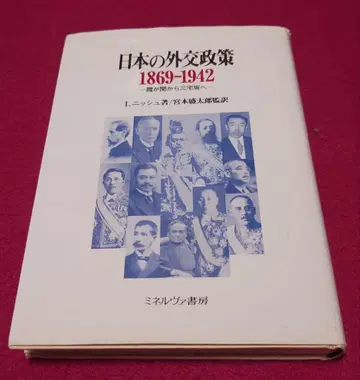 日本の外交政策
1869-1942
―霞が関から三宅坂へ―
I.ニッシュ著/宮本盛太郎監訳
ミネルヴァ書房